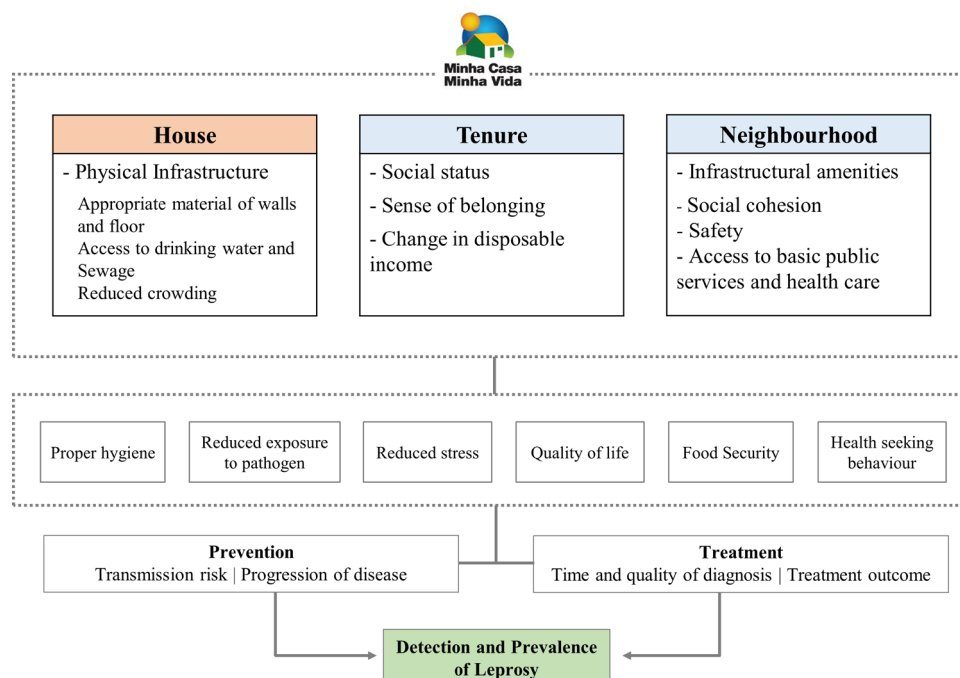 Minha Casa
Minha Vida
House
- Physical Infrastructure
Appropriate material of walls
and floor
Access to drinking water and
Sewage
Reduced crowding
Tenure
- Social status
- Sense of belonging
- Change in disposable
income
Neighbourhood
- Infrastructural amenities
- Social cohesion
- Safety
- Access to basic public
services and health care
Proper hygiene
Reduced exposure
to pathogen
Reduced stress
Quality of life
Food Security
Health seeking
behaviour
Prevention
Transmission risk | Progression of disease
Treatment
Time and quality of diagnosis | Treatment outcome
Detection and Prevalence
of Leprosy